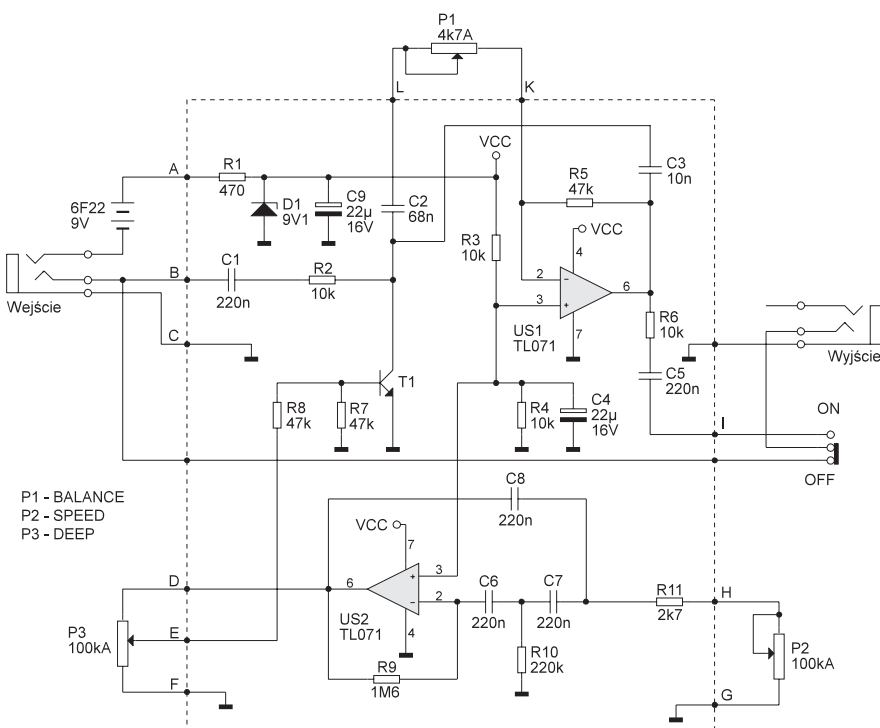 P1
4k7A
L
K
VCC
A
R1
470
D1
9V1
C9
22µ
16V
C2
68n
R5
47k
C3
10n
6F22
9V
R3
10k
VCC
4
B
C1
220n
R2
10k
2
3
6
−
+
US1
TL071
7
R6
10k
Wejście
C
T1
C5
220n
Wyjście
R8
47k
R7
47k
R4
10k
C4
22µ
16V
I
ON
OFF
P1 - BALANCE
P2 - SPEED
P3 - DEEP
C8
220n
VCC
7
D
6
+
−
3
2
US2
TL071
4
C6
220n
C7
220n
R11
2k7
H
P3
100kA
E
R9
1M6
R10
220k
P2
100kA
F
G